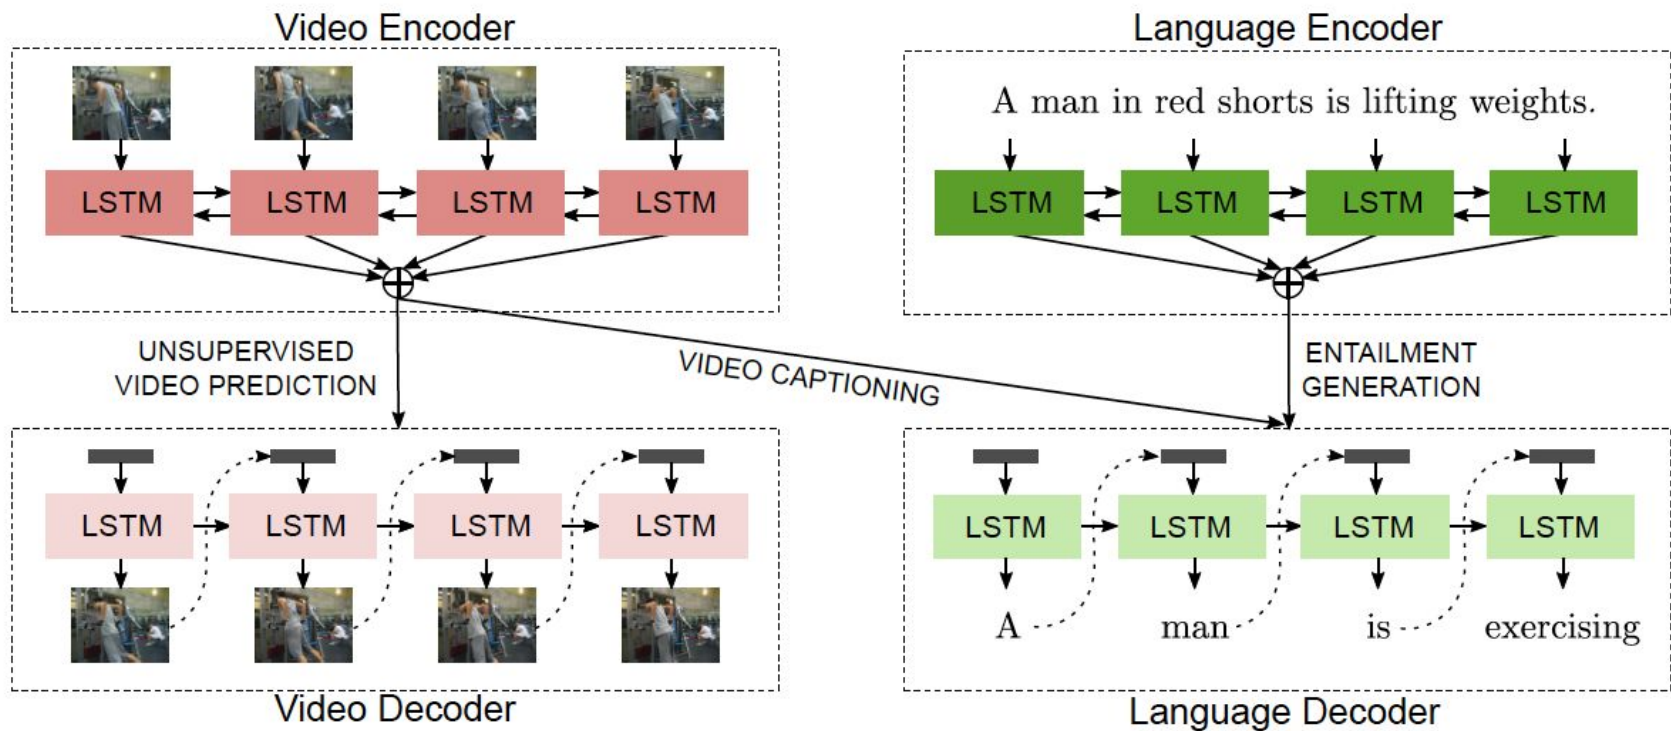 Video Encoder
Language Encoder
A man in red shorts is lifting weights.
LSTM LSTM LSTM LSTM
LSTM LSTM LSTM LSTM
UNSUPERVISED
VIDEO PREDICTION
VIDEO CAPTIONING
ENTAILMENT
GENERATION
LSTM LSTM LSTM LSTM
LSTM LSTM LSTM LSTM
A man is exercising
Video Decoder
Language Decoder